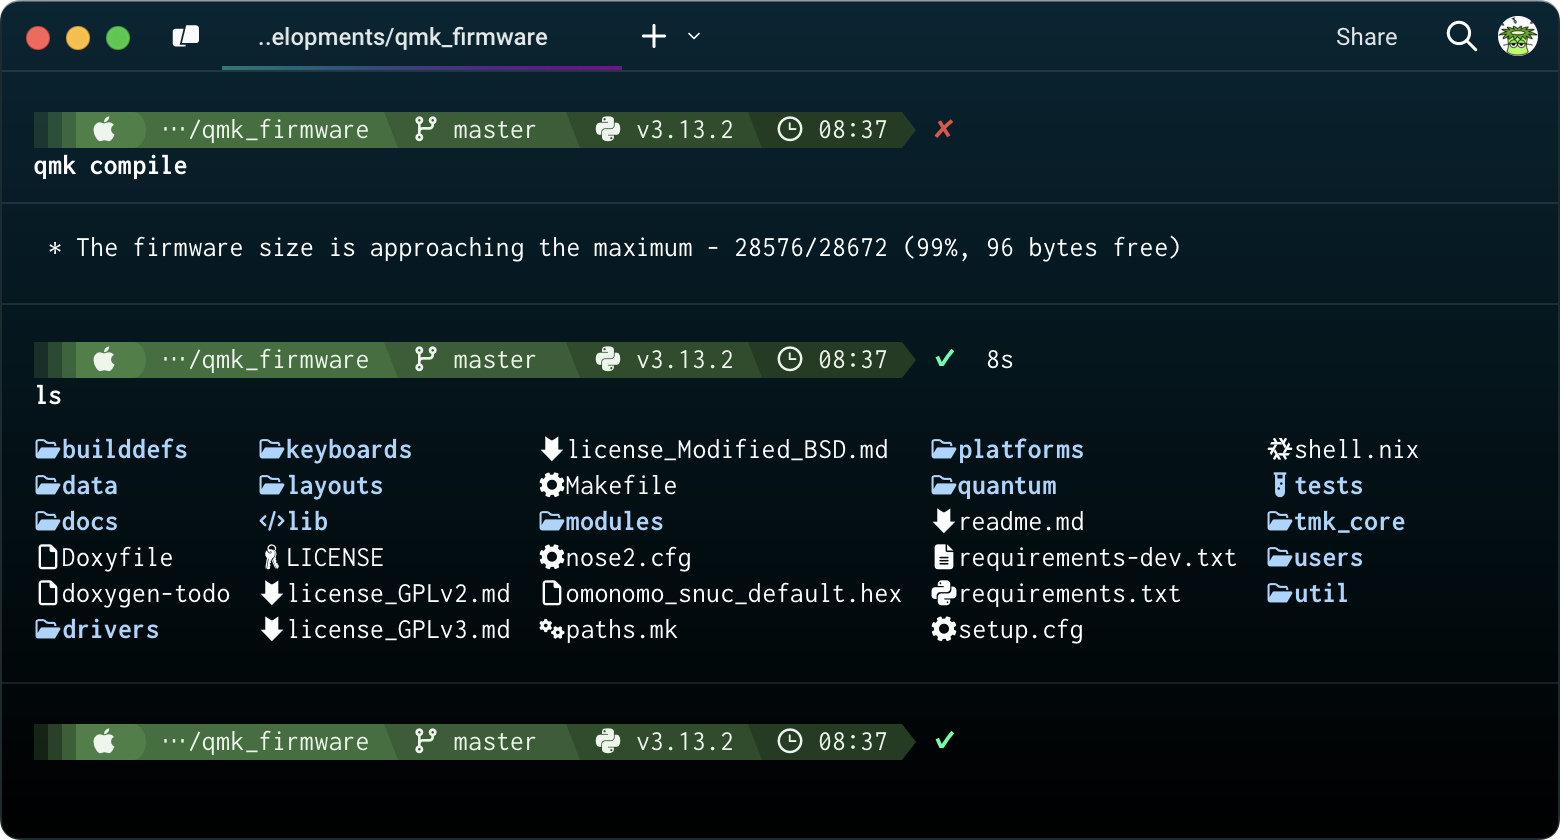 ..elopments/qmk_firmware
Share
···/qmk_firmware master v3.13.2 08:37 ✗
qmk compile
* The firmware size is approaching the maximum - 28576/28672 (99%, 96 bytes free)
···/qmk_firmware master v3.13.2 08:37 ✓ 8s
ls
builddefs keyboards license_Modified_BSD.md platforms shell.nix
data layouts Makefile quantum tests
docs lib modules readme.md tmk_core
Doxyfile LICENSE nose2.cfg requirements-dev.txt users
doxygen-todo license_GPLv2.md omonomo_snuc_default.hex requirements.txt util
drivers license_GPLv3.md paths.mk setup.cfg
···/qmk_firmware master v3.13.2 08:37 ✓